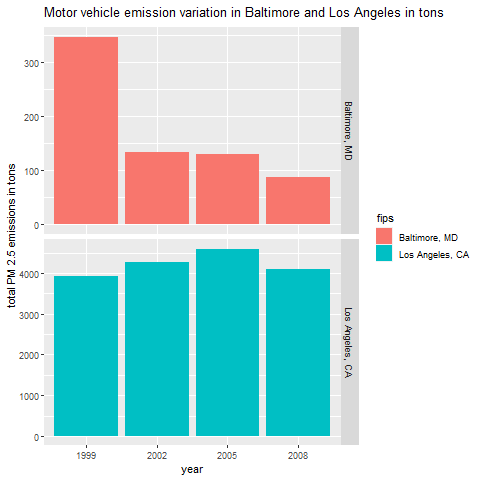 Motor vehicle emission variation in Baltimore and Los Angeles in tons
total PM 2.5 emissions in tons
300
200
100
0
Baltimore, MD
4000
3000
2000
1000
0
Los Angeles, CA
1999 2002 2005 2008
year
fips
Baltimore, MD
Los Angeles, CA